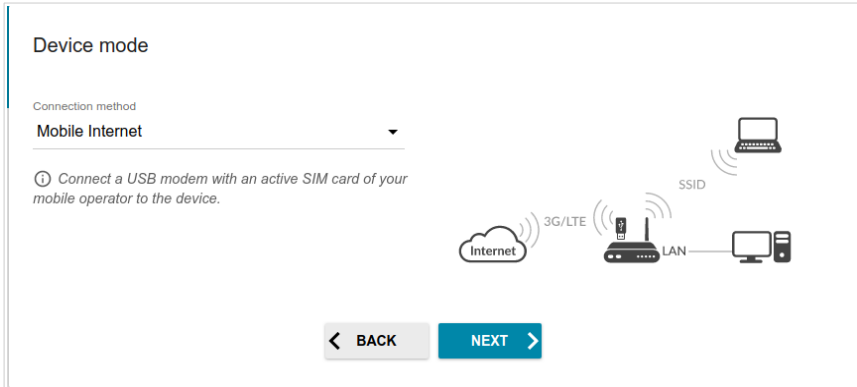 Device mode
Connection method
Mobile Internet
Connect a USB modem with an active SIM card of your
mobile operator to the device.
SSID
3G/LTE
Internet
LAN
BACK
NEXT